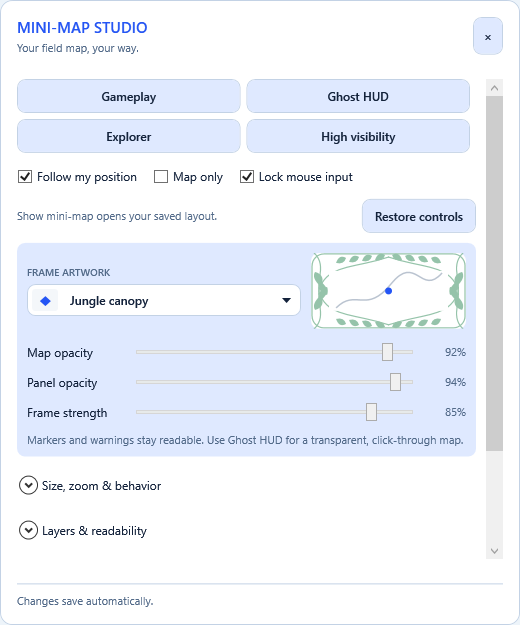 MINI-MAP STUDIO
Your field map, your way.
×
Gameplay
Ghost HUD
Explorer
High visibility
Follow my position
Map only
Lock mouse input
Show mini-map opens your saved layout.
Restore controls
FRAME ARTWORK
Jungle canopy
Map opacity
92%
Panel opacity
94%
Frame strength
85%
Markers and warnings stay readable. Use Ghost HUD for a transparent, click-through map.
Size, zoom & behavior
Layers & readability
Changes save automatically.